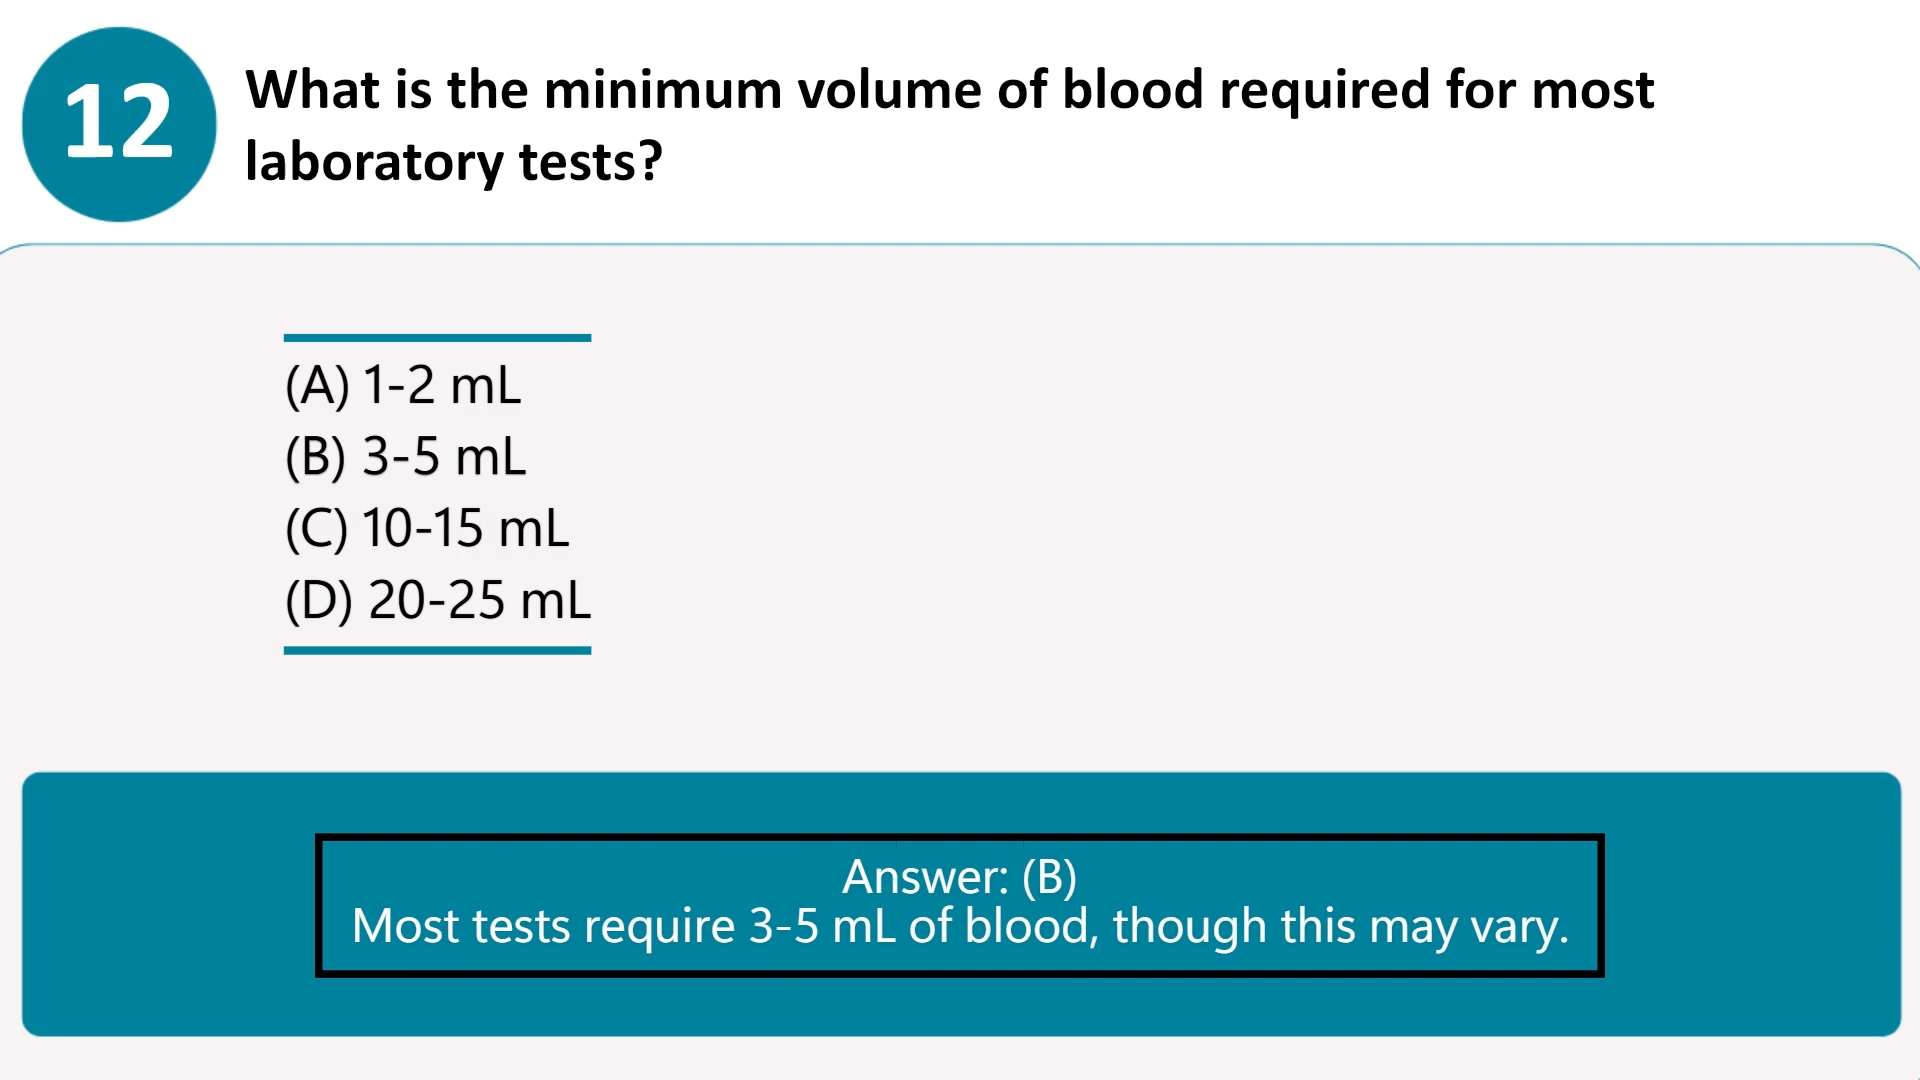 12
What is the minimum volume of blood required for most
laboratory tests?
(A) 1-2 mL
(B) 3-5 mL
(C) 10-15 mL
(D) 20-25 mL
Answer: (B)
Most tests require 3-5 mL of blood, though this may vary.